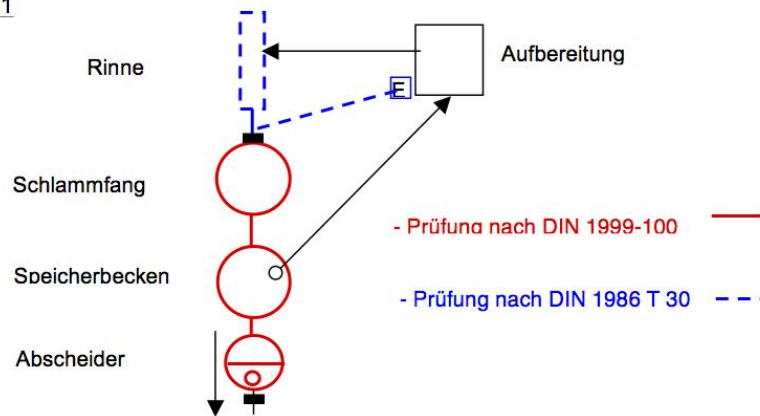 1
Rinne
Aufbereitung
E
Schlammfang
- Prüfung nach DIN 1999-100
Speicherbecken
- Prüfung nach DIN 1986 T 30
Abscheider